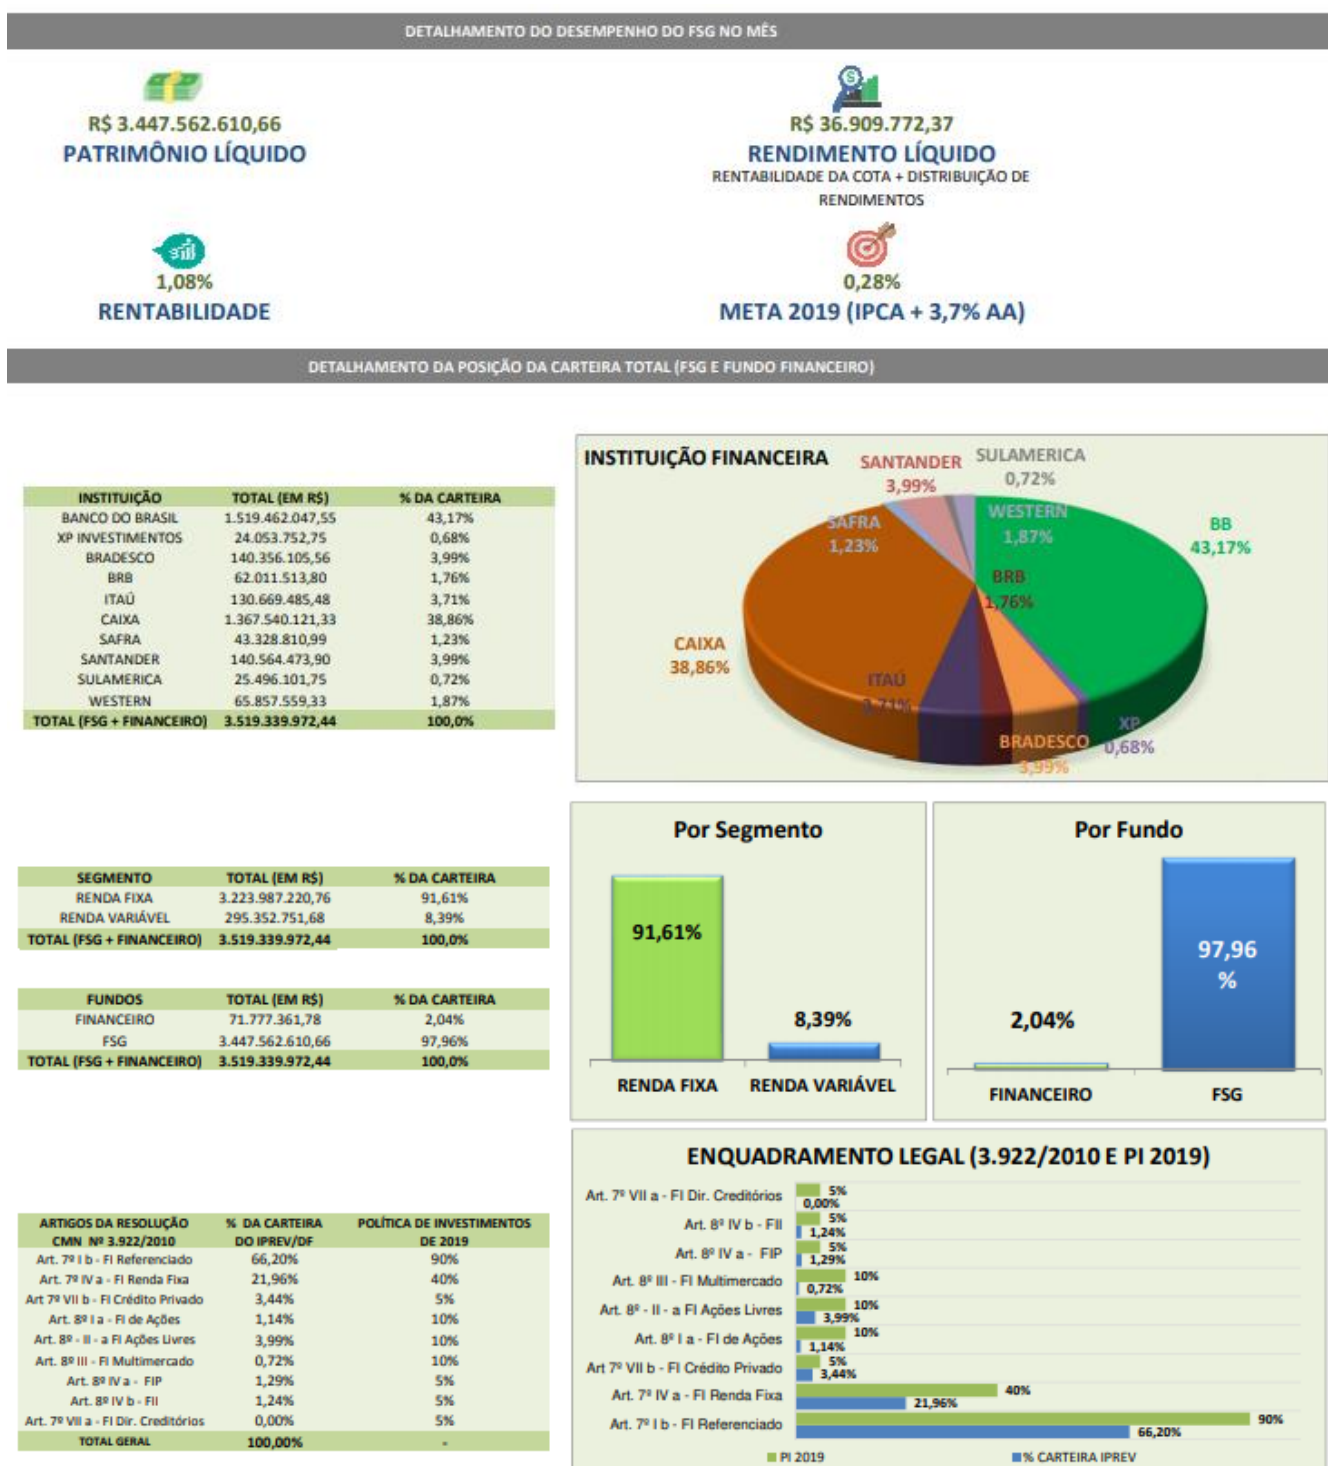 DETALHAMENTO DO DESEMPENHO DO FSG NO MÊS
R$ 3.447.562.610,66
PATRIMÔNIO LÍQUIDO
R$ 36.909.772,37
RENDIMENTO LÍQUIDO
RENTABILIDADE DA COTA + DISTRIBUIÇÃO DE
RENDIMENTOS
1,08%
RENTABILIDADE
0,28%
META 2019 (IPCA + 3,7% AA)
DETALHAMENTO DA POSIÇÃO DA CARTEIRA TOTAL (FSG E FUNDO FINANCEIRO)
INSTITUIÇÃO TOTAL (EM R$) % DA CARTEIRA
BANCO DO BRASIL 1.519.462.047,55 43,17%
XP INVESTIMENTOS 24.053.752,75 0,68%
BRADESCO 140.356.105,56 3,99%
BRB 62.011.513,80 1,76%
ITAÚ 130.669.485,48 3,71%
CAIXA 1.367.540.121,33 38,86%
SAFRA 43.328.810,99 1,23%
SANTANDER 140.564.473,90 3,99%
SULAMERICA 25.496.101,75 0,72%
WESTERN 65.857.559,33 1,87%
TOTAL (FSG + FINANCEIRO) 3.519.339.972,44 100,0%
INSTITUIÇÃO FINANCEIRA
SANTANDER
3,99%
SULAMERICA
0,72%
SAFRA
1,23%
WESTERN
1,87%
BB
43,17%
BRB
1,76%
CAIXA
38,86%
ITAÚ
3,71%
XP
0,68%
BRADESCO
3,99%
SEGMENTO TOTAL (EM R$) % DA CARTEIRA
RENDA FIXA 3.223.987.220,76 91,61%
RENDA VARIÁVEL 295.352.751,68 8,39%
TOTAL (FSG + FINANCEIRO) 3.519.339.972,44 100,0%
FUNDOS TOTAL (EM R$) % DA CARTEIRA
FINANCEIRO 71.777.361,78 2,04%
FSG 3.447.562.610,66 97,96%
TOTAL (FSG + FINANCEIRO) 3.519.339.972,44 100,0%
Por Segmento
91,61%
8,39%
RENDA FIXA RENDA VARIÁVEL
Por Fundo
97,96
%
2,04%
FINANCEIRO FSG
ARTIGOS DA RESOLUÇÃO % DA CARTEIRA POLÍTICA DE INVESTIMENTOS
CMN Nº 3.922/2010 DO IPREV/DF DE 2019
Art. 7º I b - FI Referenciado 66,20% 90%
Art. 7º IV a - FI Renda Fixa 21,96% 40%
Art 7º VII b - FI Crédito Privado 3,44% 5%
Art. 8º I a - FI de Ações 1,14% 10%
Art. 8º - II - a FI Ações Livres 3,99% 10%
Art. 8º III - FI Multimercado 0,72% 10%
Art. 8º IV a - FIP 1,29% 5%
Art. 8º IV b - FII 1,24% 5%
Art. 7º VII a - FI Dir. Creditórios 0,00% 5%
TOTAL GERAL 100,00% -
ENQUADRAMENTO LEGAL (3.922/2010 E PI 2019)
Art. 7º VII a - FI Dir. Creditórios 5%
0,00%
Art. 8º IV b - FII 5%
1,24%
Art. 8º IV a - FIP 5%
1,29%
Art. 8º III - FI Multimercado 10%
0,72%
Art. 8º - II - a FI Ações Livres 10%
3,99%
Art. 8º I a - FI de Ações 10%
1,14%
Art 7º VII b - FI Crédito Privado 5%
3,44%
Art. 7º IV a - FI Renda Fixa 40%
21,96%
Art. 7º I b - FI Referenciado 90%
66,20%
PI 2019 % CARTEIRA IPREV